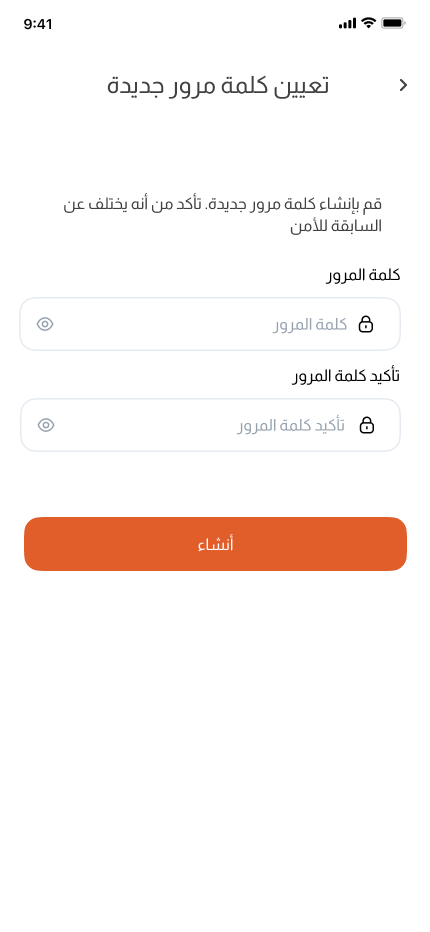 9:41
تعيين كلمة مرور جديدة
قم بإنشاء كلمة مرور جديدة. تأكد من أنه يختلف عن
السابقة للأمن
كلمة المرور
كلمة المرور
تأكيد كلمة المرور
تأكيد كلمة المرور
أنشاء